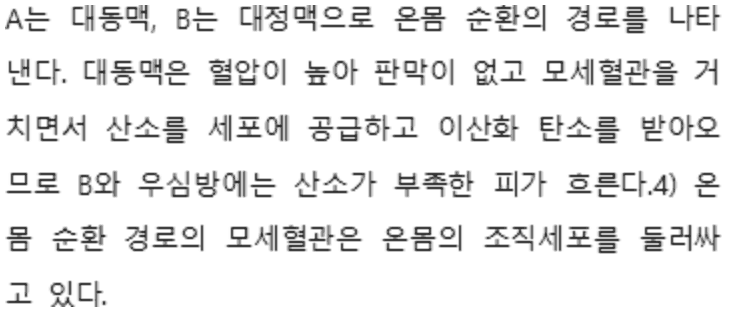 A는 대동맥, B는 대정맥으로 온몸 순환의 경로를 나타
낸다. 대동맥은 혈압이 높아 판막이 없고 모세혈관을 거
치면서 산소를 세포에 공급하고 이산화 탄소를 받아오
므로 B와 우심방에는 산소가 부족한 피가 흐른다.4) 온
몸 순환 경로의 모세혈관은 온몸의 조직세포를 둘러싸
고 있다.